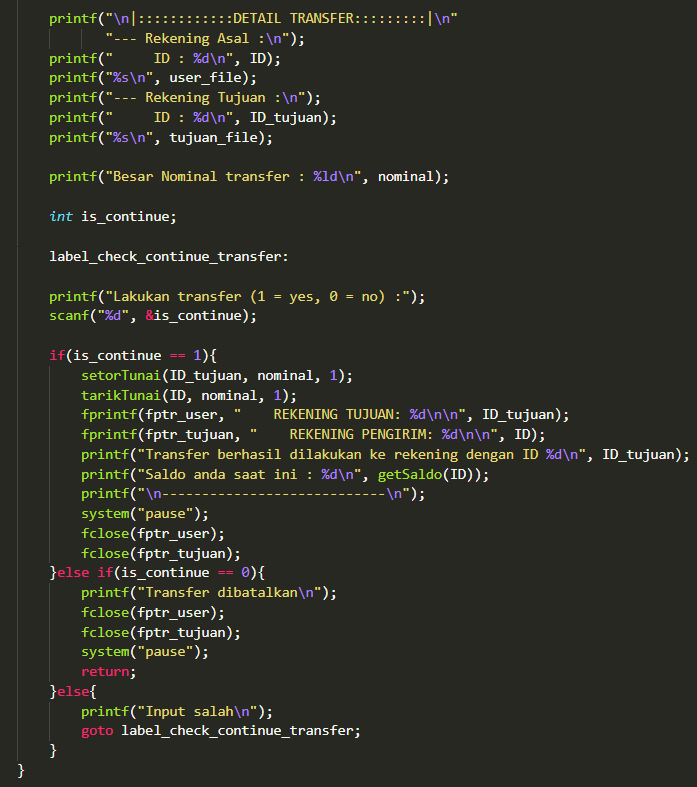 printf("\n|::::::::::::DETAIL TRANSFER:::::::::|\n"
"--- Rekening Asal :\n");
printf("     ID : %d\n", ID);
printf("%s\n", user_file);
printf("--- Rekening Tujuan :\n");
printf("     ID : %d\n", ID_tujuan);
printf("%s\n", tujuan_file);
printf("Besar Nominal transfer : %ld\n", nominal);
int is_continue;
label_check_continue_transfer:
printf("Lakukan transfer (1 = yes, 0 = no) :");
scanf("%d", &is_continue);
if(is_continue == 1){
setorTunai(ID_tujuan, nominal, 1);
tarikTunai(ID, nominal, 1);
fprintf(fptr_user, "    REKENING TUJUAN: %d\n\n", ID_tujuan);
fprintf(fptr_tujuan, "    REKENING PENGIRIM: %d\n\n", ID);
printf("Transfer berhasil dilakukan ke rekening dengan ID %d\n", ID_tujuan);
printf("Saldo anda saat ini : %d\n", getSaldo(ID));
printf("\n----------------------------\n");
system("pause");
fclose(fptr_user);
fclose(fptr_tujuan);
}else if(is_continue == 0){
printf("Transfer dibatalkan\n");
fclose(fptr_user);
fclose(fptr_tujuan);
system("pause");
return;
}else{
printf("Input salah\n");
goto label_check_continue_transfer;
}
}